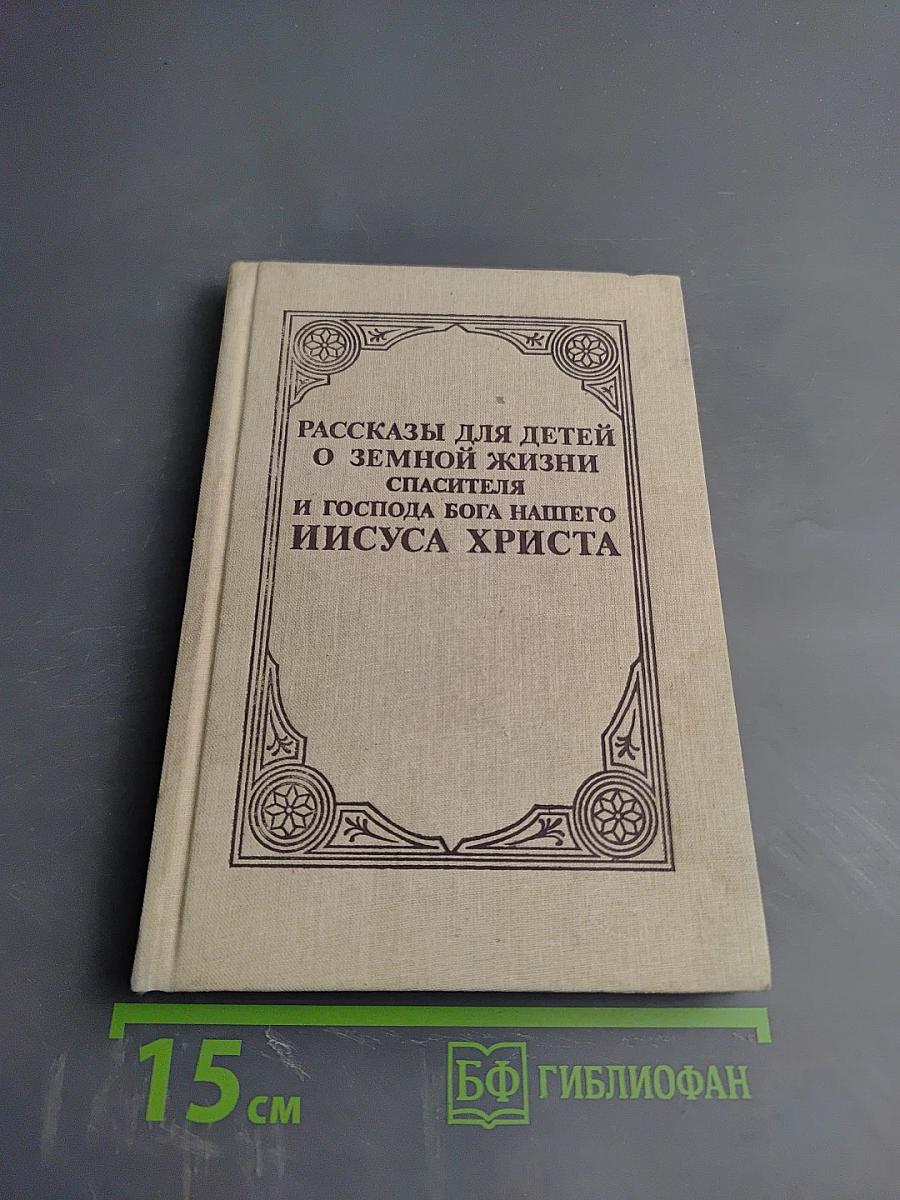 РАССКАЗЫ ДЛЯ ДЕТЕЙ
О ЗЕМНОЙ ЖИЗНИ
СПАСИТЕЛЯ
И ГОСПОДА БОГА НАШЕГО
ИИСУСА ХРИСТА
15 см
БФ ГИБЛИОФАН